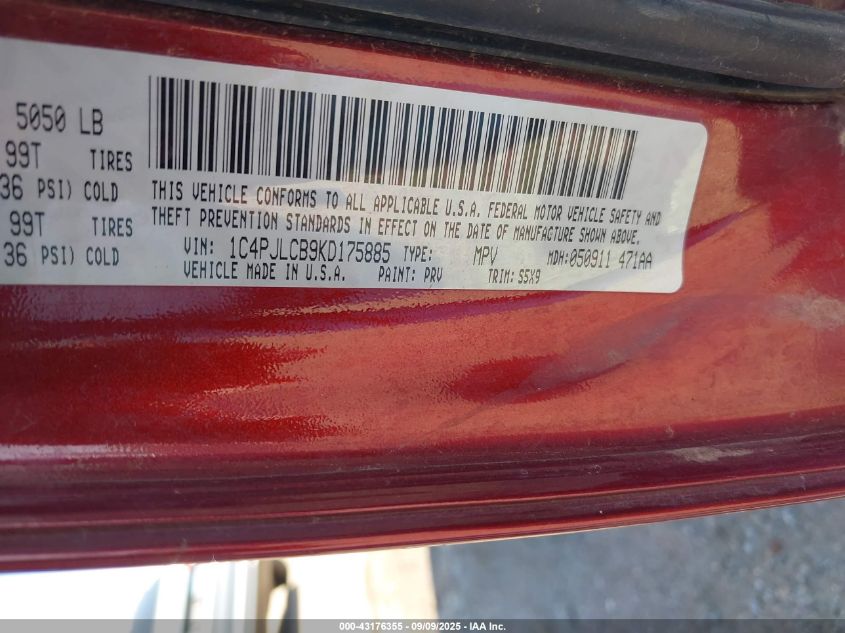 5050 LB
99T TIRES
36 PSI) COLD
99T TIRES
36 PSI) COLD
THIS VEHICLE CONFORMS TO ALL APPLICABLE U.S.A. FEDERAL MOTOR VEHICLE SAFETY AND
THEFT PREVENTION STANDARDS IN EFFECT ON THE DATE OF MANUFACTURE SHOWN ABOVE.
VIN: 1C4PJLCB9KD175885 TYPE: MPV MDH:050911 471AA
VEHICLE MADE IN U.S.A. PAINT: PRV TRIM: S5X9
000-43176355 - 09/09/2025 - IAA Inc.